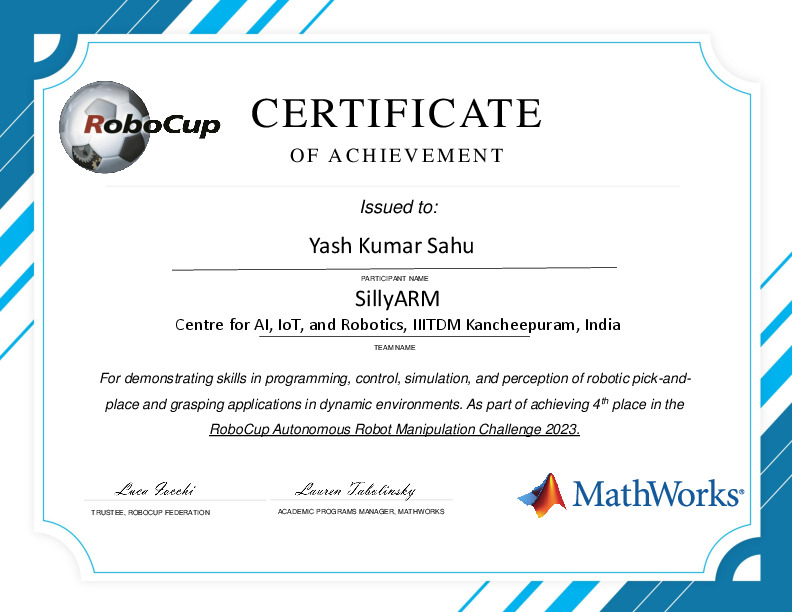 RoboCup
CERTIFICATE
OF ACHIEVEMENT
Issued to:
Yash Kumar Sahu
PARTICIPANT NAME
SillyARM
Centre for AI, IoT, and Robotics, IIITDM Kancheepuram, India
TEAM NAME
For demonstrating skills in programming, control, simulation, and perception of robotic pick-and-
place and grasping applications in dynamic environments. As part of achieving 4th place in the
RoboCup Autonomous Robot Manipulation Challenge 2023.
Luca Iocchi
Lauren Tabolinsky
MathWorks®
TRUSTEE, ROBOCUP FEDERATION
ACADEMIC PROGRAMS MANAGER, MATHWORKS